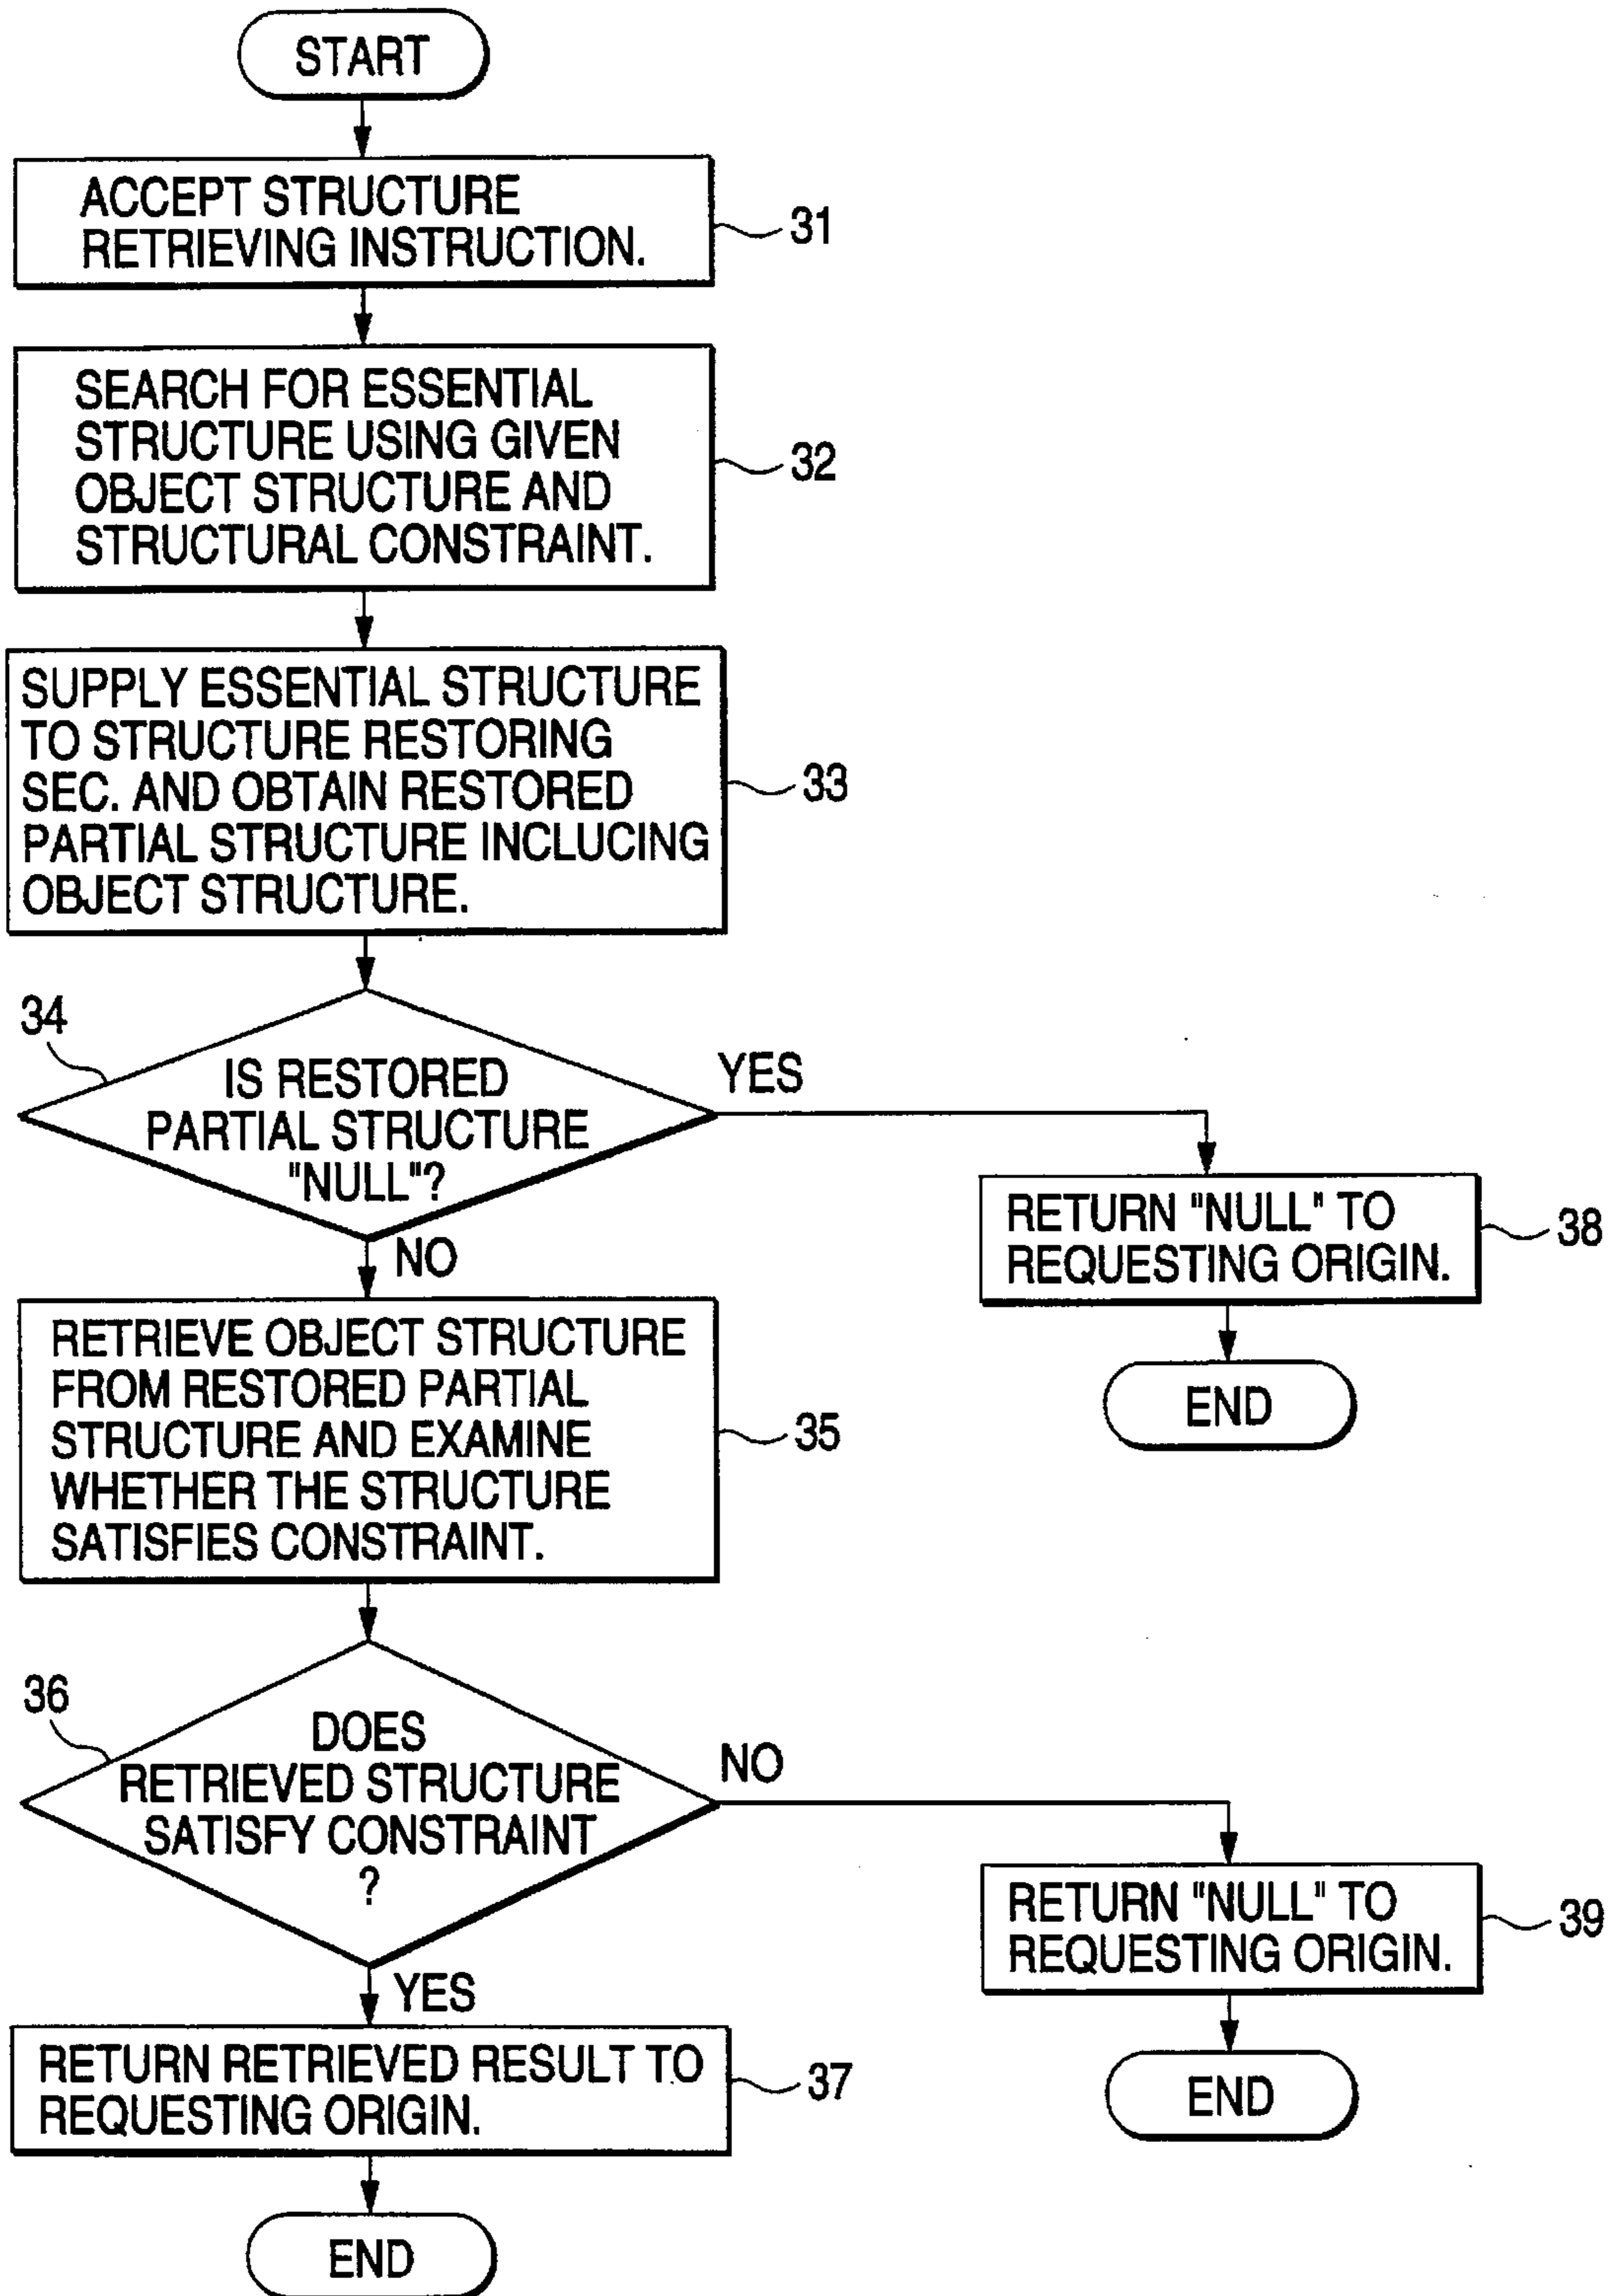 START
ACCEPT STRUCTURE
RETRIEVING INSTRUCTION.
31
SEARCH FOR ESSENTIAL
STRUCTURE USING GIVEN
OBJECT STRUCTURE AND
STRUCTURAL CONSTRAINT.
32
SUPPLY ESSENTIAL STRUCTURE
TO STRUCTURE RESTORING
SEC. AND OBTAIN RESTORED
PARTIAL STRUCTURE INCLUCING
OBJECT STRUCTURE.
33
34
IS RESTORED
PARTIAL STRUCTURE
"NULL"?
YES
NO
RETURN "NULL" TO
REQUESTING ORIGIN.
38
END
RETRIEVE OBJECT STRUCTURE
FROM RESTORED PARTIAL
STRUCTURE AND EXAMINE
WHETHER THE STRUCTURE
SATISFIES CONSTRAINT.
35
36
DOES
RETRIEVED STRUCTURE
SATISFY CONSTRAINT
?
NO
YES
RETURN "NULL" TO
REQUESTING ORIGIN.
39
END
RETURN RETRIEVED RESULT TO
REQUESTING ORIGIN.
37
END